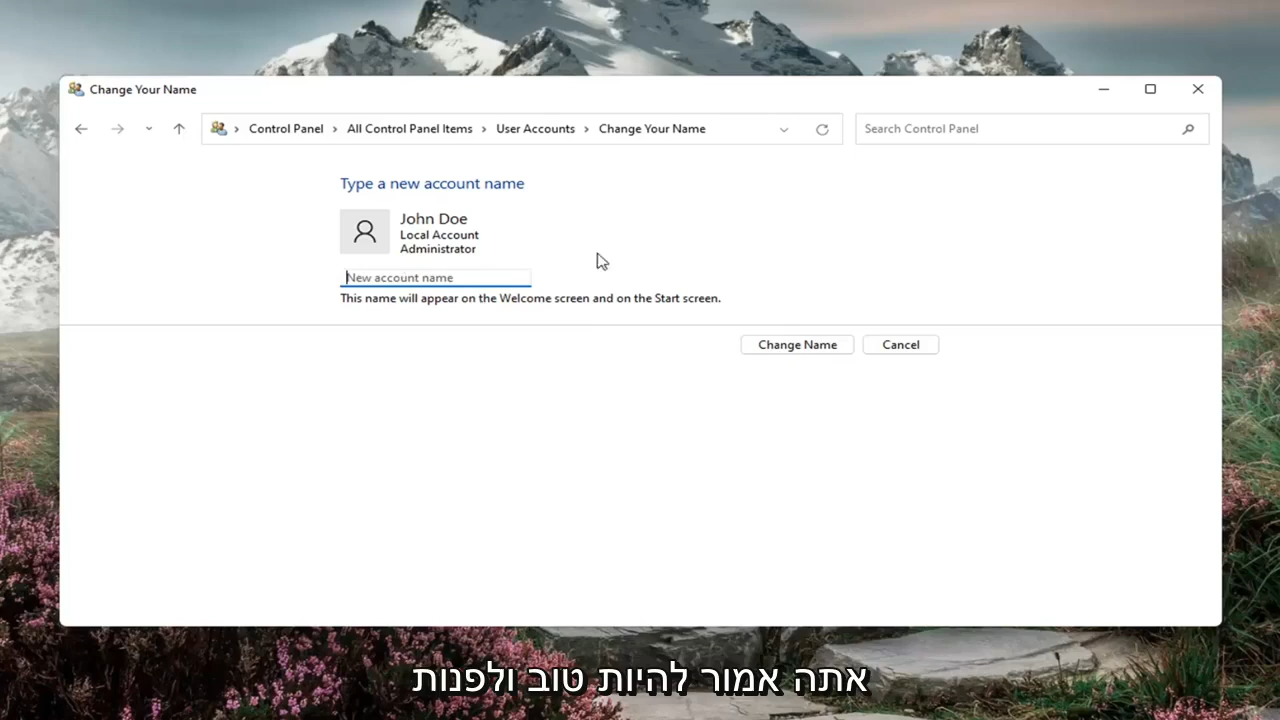 Change Your Name
Control Panel > All Control Panel Items > User Accounts > Change Your Name
Search Control Panel
Type a new account name
John Doe
Local Account
Administrator
New account name
This name will appear on the Welcome screen and on the Start screen.
Change Name
Cancel
אתה אמור להיות טוב ולפנות